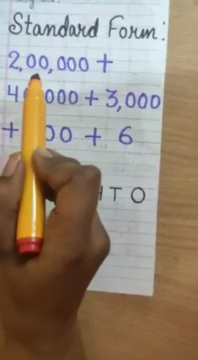 Standard Form:
2,00,000 +
000 + 3,000
+ 00 + 6
T O